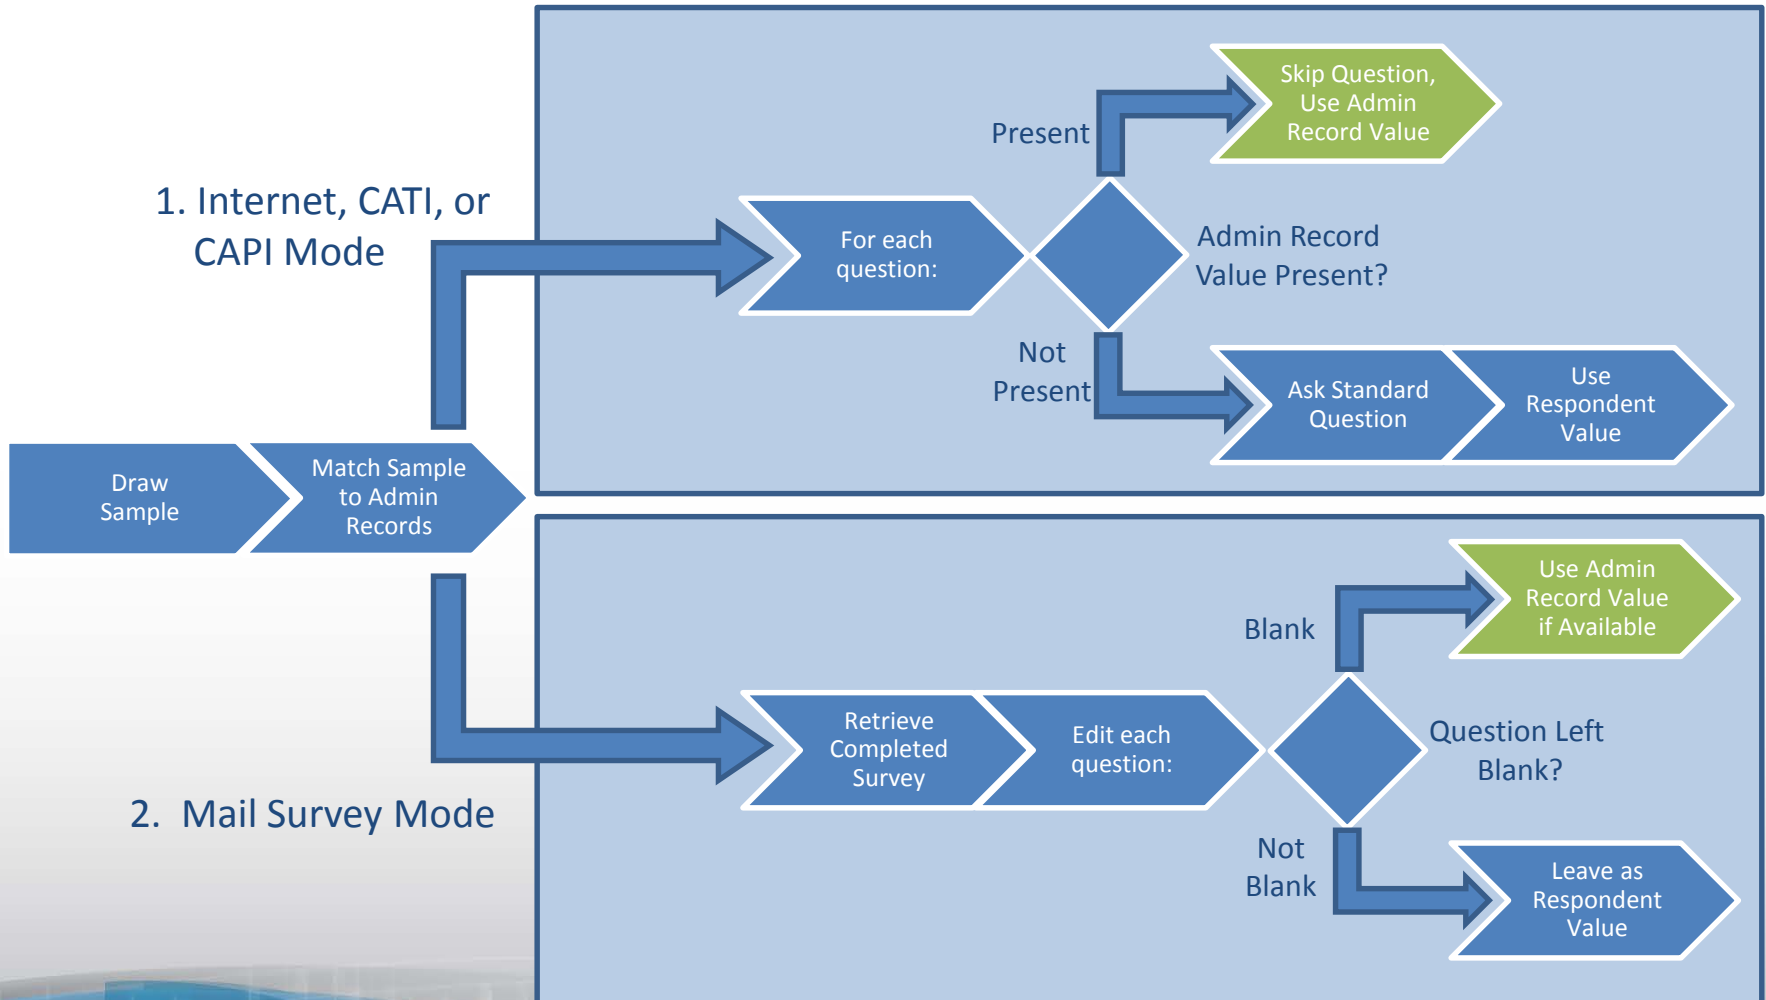 1. Internet, CATI, or
CAPI Mode
Draw
Sample
Match Sample
to Admin
Records
For each
question:
Admin Record
Value Present?
Present
Skip Question,
Use Admin
Record Value
Not
Present
Ask Standard
Question
Use
Respondent
Value
2. Mail Survey Mode
Retrieve
Completed
Survey
Edit each
question:
Question Left
Blank?
Blank
Use Admin
Record Value
if Available
Not
Blank
Leave as
Respondent
Value